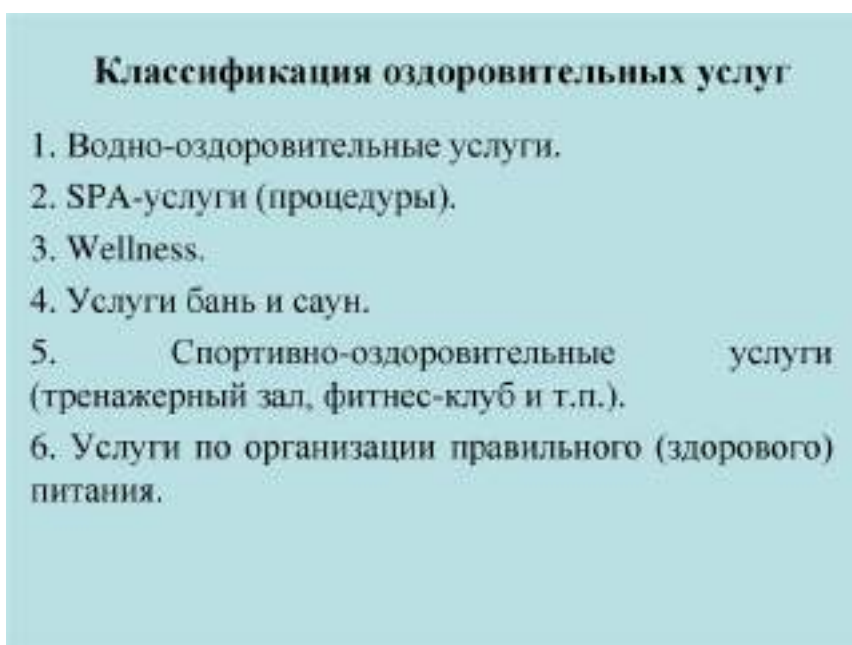 Классификация оздоровительных услуг
1. Водно-оздоровительные услуги.
2. SPA-услуги (процедуры).
3. Wellness.
4. Услуги бань и саун.
5. Спортивно-оздоровительные услуги
(тренажерный зал, фитнес-клуб и т.п.).
6. Услуги по организации правильного (здорового)
питания.